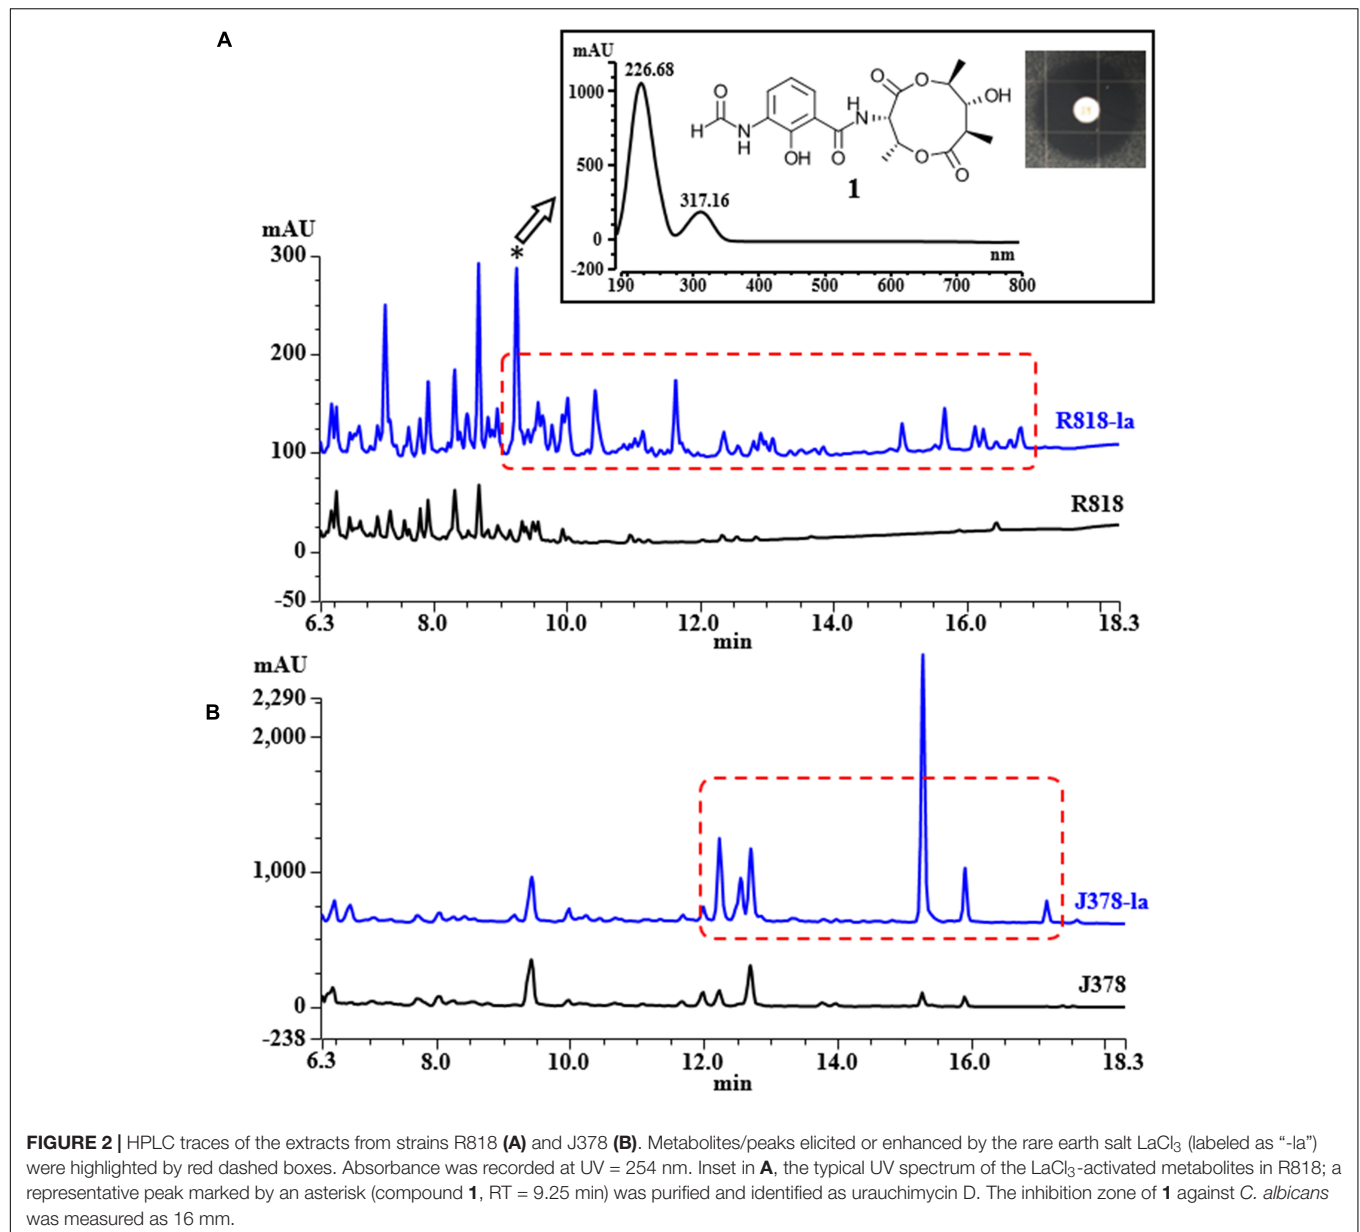 A
mAU
226.68
1000
500
317.16
0
-200
nm
190
300
400
500
600
700
800
O
H
N
H
OH
O
H
N
O
O
OH
O
O
1
mAU
300
*
200
R818-la
100
R818
0
-50
6.3
8.0
10.0
12.0
14.0
16.0
18.3
min
mAU
B
2,290
2,000
1,000
J378-la
J378
0
-238
6.3
8.0
10.0
12.0
14.0
16.0
18.3
min
FIGURE 2 | HPLC traces of the extracts from strains R818 (A) and J378 (B). Metabolites/peaks elicited or enhanced by the rare earth salt LaCl3 (labeled as “-la”)
were highlighted by red dashed boxes. Absorbance was recorded at UV = 254 nm. Inset in A, the typical UV spectrum of the LaCl3-activated metabolites in R818; a
representative peak marked by an asterisk (compound 1, RT = 9.25 min) was purified and identified as urauchimycin D. The inhibition zone of 1 against C. albicans
was measured as 16 mm.